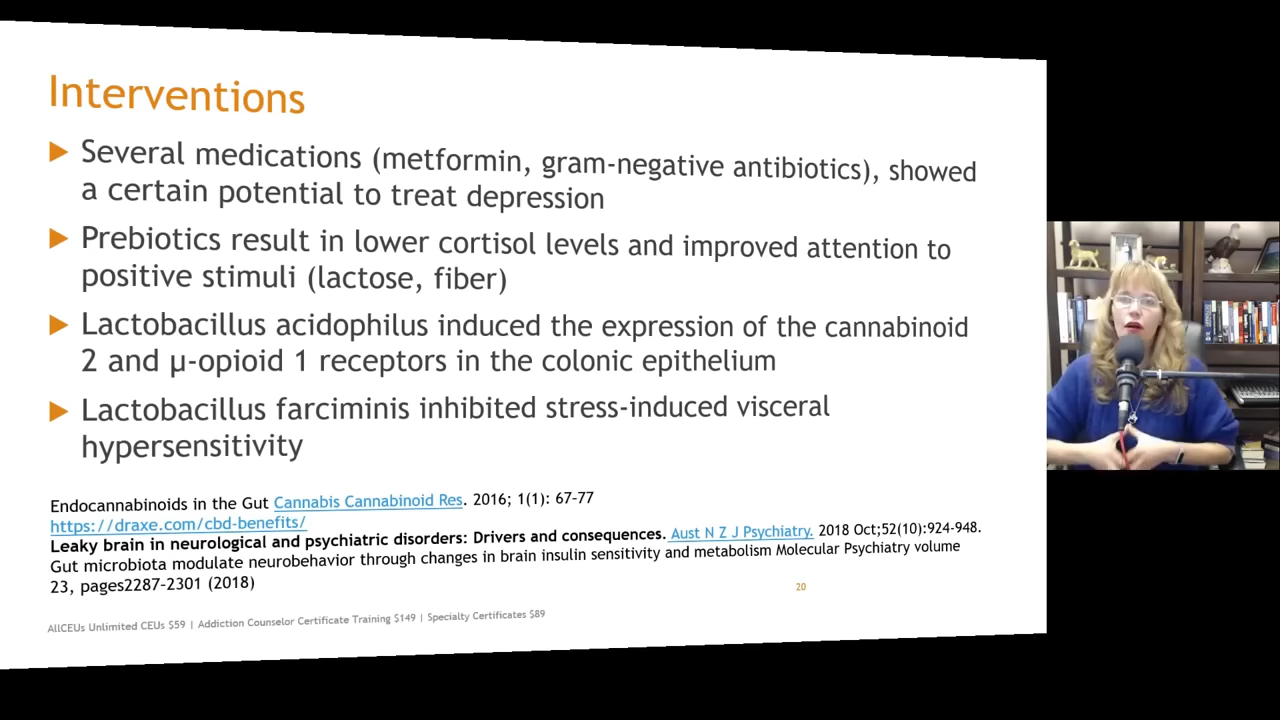 Interventions
Several medications (metformin, gram-negative antibiotics), showed
a certain potential to treat depression
Prebiotics result in lower cortisol levels and improved attention to
positive stimuli (lactose, fiber)
Lactobacillus acidophilus induced the expression of the cannabinoid
2 and μ-opioid 1 receptors in the colonic epithelium
Lactobacillus farciminis inhibited stress-induced visceral
hypersensitivity
Endocannabinoids in the Gut Cannabis Cannabinoid Res. 2016; 1(1): 67–77
https://draxe.com/cbd-benefits/
Leaky brain in neurological and psychiatric disorders: Drivers and consequences. Aust N Z J Psychiatry. 2018 Oct;52(10):924-948.
Gut microbiota modulate neurobehavior through changes in brain insulin sensitivity and metabolism Molecular Psychiatry volume
23, pages2287–2301 (2018)
20
AllCEUs Unlimited CEUs $59 | Addiction Counselor Certificate Training $149 | Specialty Certificates $89